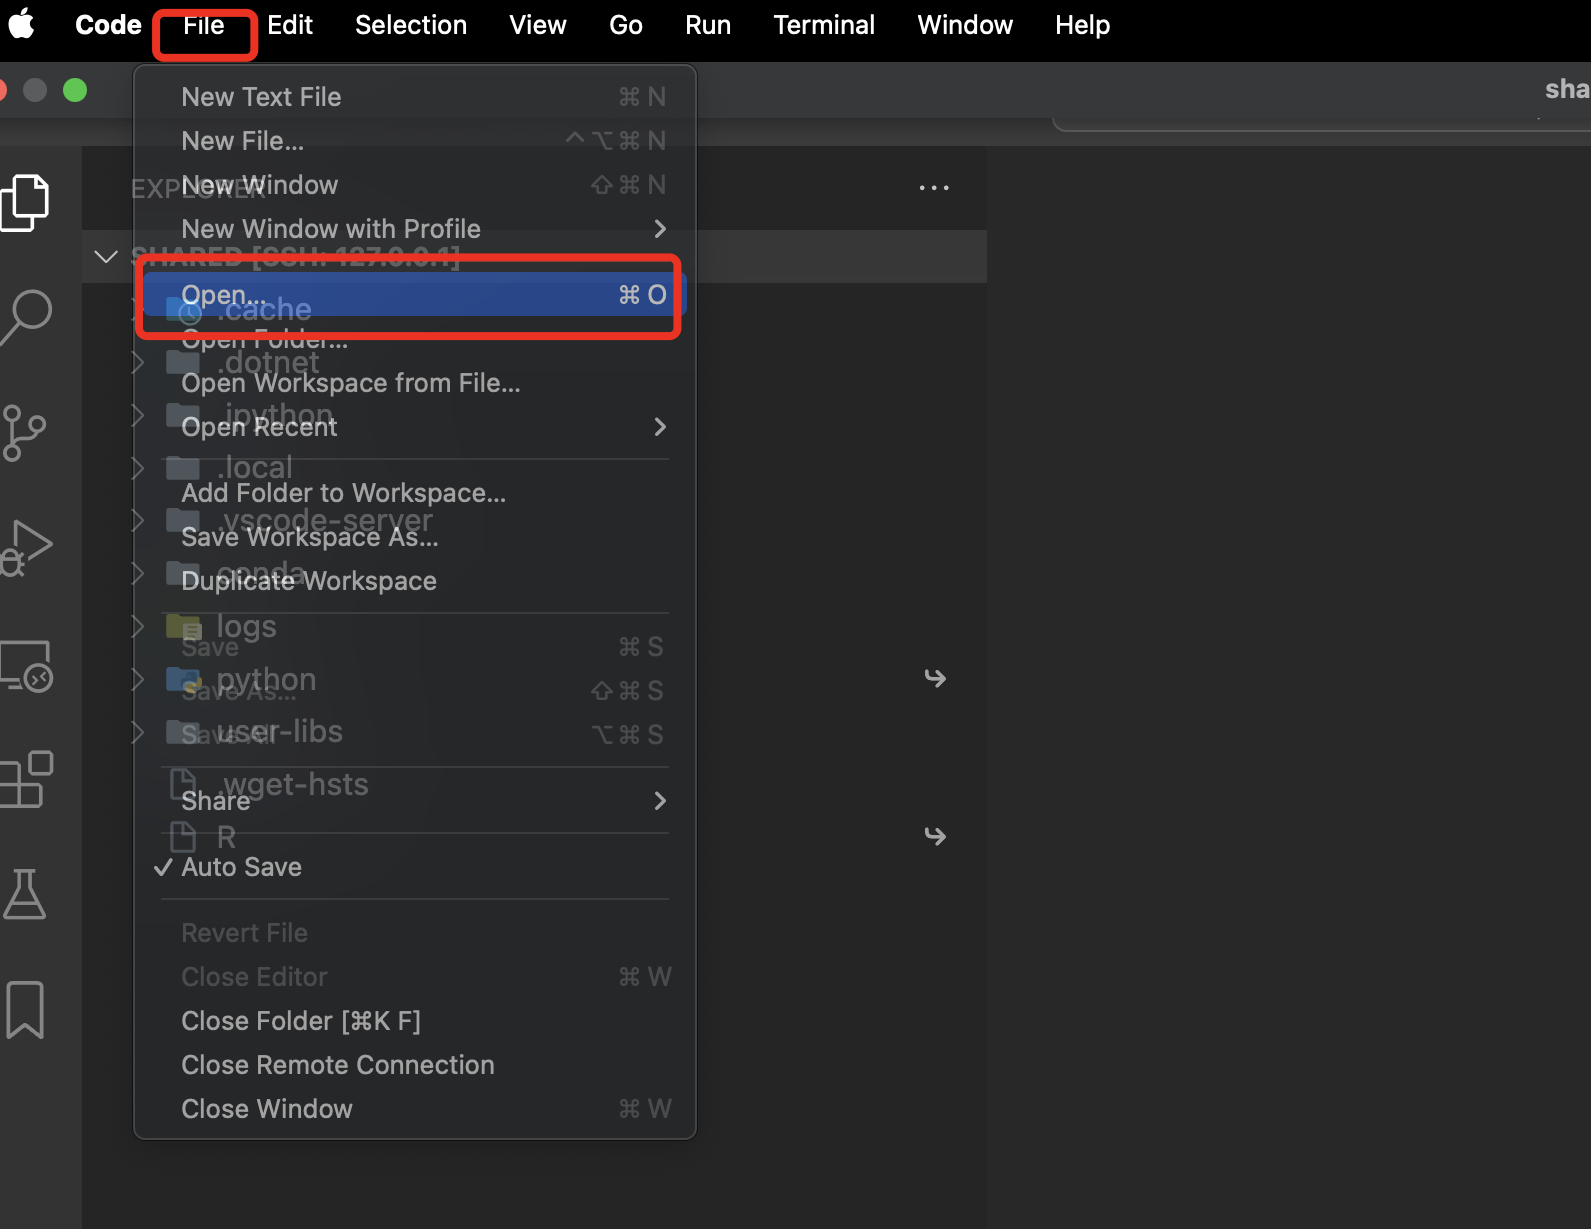 Code File Edit Selection View Go Run Terminal Window Help
sha
New Text File ⌘ N
New File... ^ ⌥ ⌘ N
EXPLORER
New Window ⇧ ⌘ N
New Window with Profile
SHARED [SSH: 127.0.0.1]
Open... ⌘ O
.cache
Open Folder...
.dotnet
Open Workspace from File...
.ipython
Open Recent
.local
Add Folder to Workspace...
.vscode-server
Save Workspace As...
conda
Duplicate Workspace
logs
Save ⌘ S
python
Save As... ⇧ ⌘ S
user-libs
Save All ⌥ ⌘ S
.wget-hsts
Share
R
✓ Auto Save
Revert File
Close Editor ⌘ W
Close Folder [⌘K F]
Close Remote Connection
Close Window ⌘ W